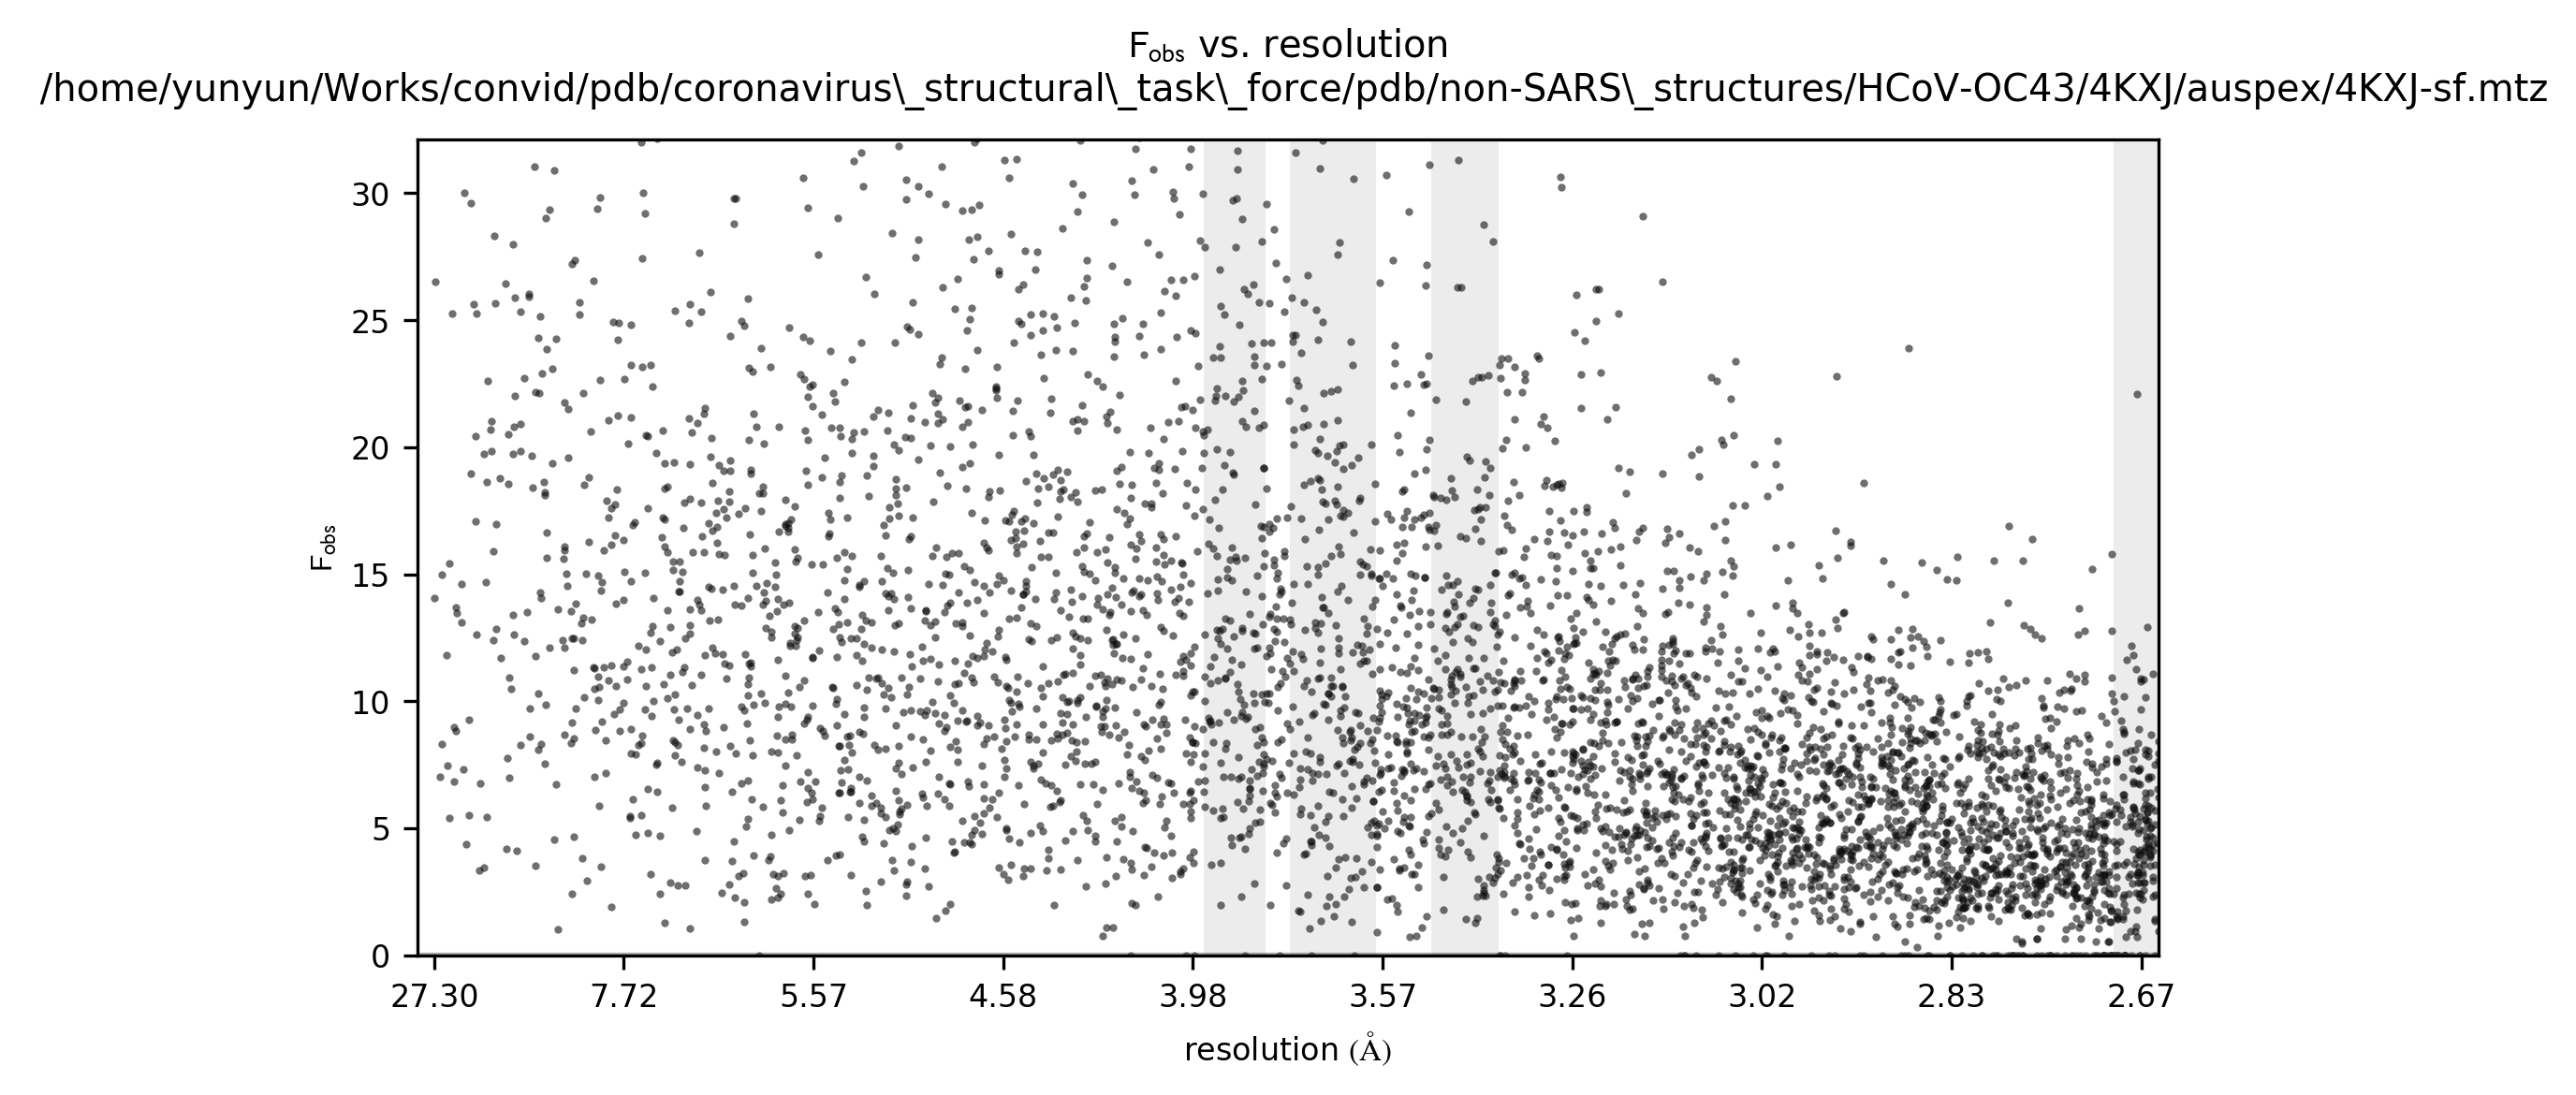 Fobs vs. resolution
/home/yunyun/Works/convid/pdb/coronavirus\_structural\_task\_force/pdb/non-SARS\_structures/HCoV-OC43/4KXJ/auspex/4KXJ-sf.mtz
30
25
20
15
10
5
0
Fobs
27.30 7.72 5.57 4.58 3.98 3.57 3.26 3.02 2.83 2.67
resolution (Å)